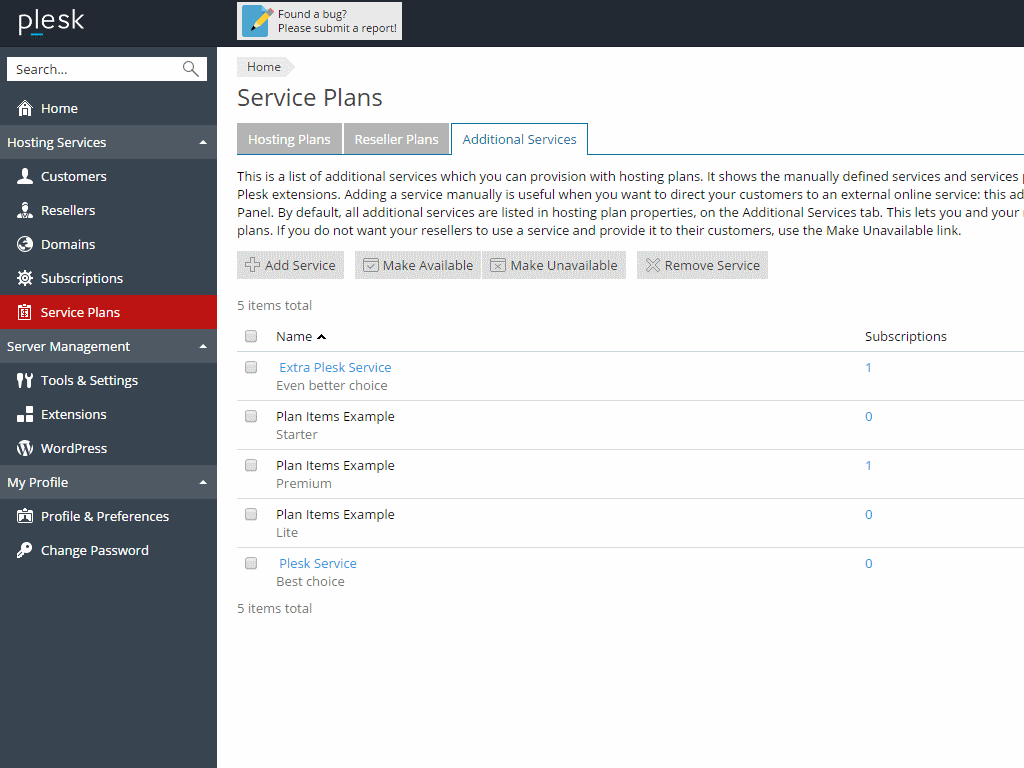 plesk
Found a bug?
Please submit a report!
Search...
Home
Hosting Services
Customers
Resellers
Domains
Subscriptions
Service Plans
Server Management
Tools & Settings
Extensions
WordPress
My Profile
Profile & Preferences
Change Password
Home
Service Plans
Hosting Plans
Reseller Plans
Additional Services
This is a list of additional services which you can provision with hosting plans. It shows the manually defined services and services
Plesk extensions. Adding a service manually is useful when you want to direct your customers to an external online service: this ad
Panel. By default, all additional services are listed in hosting plan properties, on the Additional Services tab. This lets you and your
plans. If you do not want your resellers to use a service and provide it to their customers, use the Make Unavailable link.
Add Service
Make Available
Make Unavailable
Remove Service
5 items total
Name Subscriptions
Extra Plesk Service 1
Even better choice
Plan Items Example 0
Starter
Plan Items Example 1
Premium
Plan Items Example 0
Lite
Plesk Service 0
Best choice
5 items total